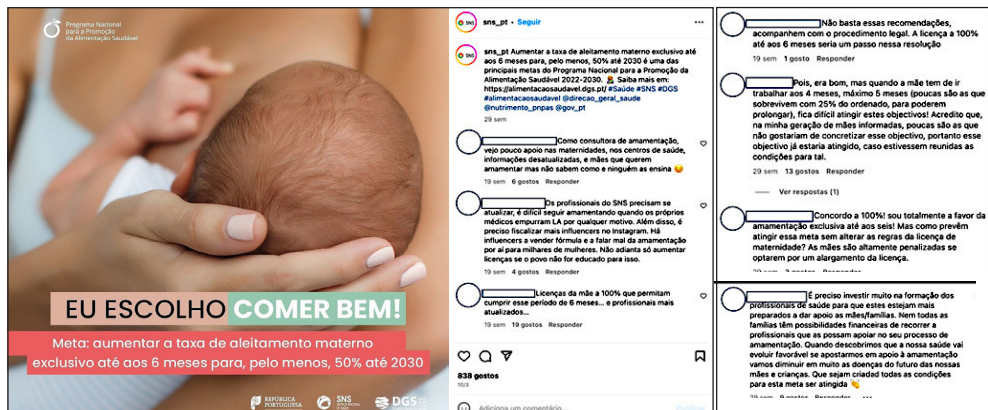 Programa Nacional
para a Promoção
da Alimentação Saudável
EU ESCOLHO COMER BEM!
Meta: aumentar a taxa de aleitamento materno
exclusivo até aos 6 meses para, pelo menos, 50% até 2030
REPÚBLICA
PORTUGUESA
SNS
DGS
sns_pt • Seguir
sns_pt Aumentar a taxa de aleitamento materno exclusivo até
aos 6 meses para, pelo menos, 50% até 2030 é uma das
principais metas do Programa Nacional para a Promoção da
Alimentação Saudável 2022-2030. Saiba mais em:
https://alimentacaosaudavel.dgs.pt/ #Saúde #SNS #DGS
#alimentacaosaudavel @direcao_geral_saude
@nutrimento_pnpas @gov_pt
29 sem
Como consultora de amamentação,
vejo pouco apoio nas maternidades, nos centros de saúde,
informações desatualizadas, e mães que querem
amamentar mas não sabem como e ninguém as ensina 😔
19 sem 6 gostos Responder
Os profissionais do SNS precisam se
atualizar, é difícil seguir amamentando quando os próprios
médicos empurram LA por qualquer motivo. Além disso, é
preciso fiscalizar mais influencers no Instagram. Há
influencers a vender fórmula e a falar mal da amamentação
por aí para milhares de mulheres. Não adianta só aumentar
licenças se o povo não for educado para isso.
19 sem 4 gostos Responder
Licenças da mãe a 100% que permitam
cumprir esse período de 6 meses... e profissionais mais
atualizados...
19 sem 19 gostos Responder
838 gostos
10/3
Adiciona um comentário...
Publicar
Não basta essas recomendações,
acompanhem com o procedimento legal. A licença a 100%
até aos 6 meses seria um passo nessa resolução
19 sem 1 gosto Responder
Pois, era bom, mas quando a mãe tem de ir
trabalhar aos 4 meses, máximo 5 meses (poucas são as que
sobrevivem com 25% do ordenado, para poderem
prolongar), fica difícil atingir estes objectivos! Acredito que,
na minha geração de mães informadas, poucas são as que
não gostariam de concretizar esse objectivo, portanto esse
objectivo já estaria atingido, caso estivessem reunidas as
condições para tal.
29 sem 13 gostos Responder
Ver respostas (1)
Concordo a 100%! sou totalmente a favor da
amamentação exclusiva até aos seis! Mas como prevêm
atingir essa meta sem alterar as regras da licença de
maternidade? As mães são altamente penalizadas se
optarem por um alargamento da licença.
29 sem 3 gostos Responder
É preciso investir muito na formação dos
profissionais de saúde para que estes estejam mais
preparados a dar apoio as mães/famílias. Nem todas as
famílias têm possibilidades financeiras de recorrer a
profissionais que as possam apoiar no seu processo de
amamentação. Quando descobrirmos que a nossa saúde vai
evoluir favorável se apostarmos em apoio à amamentação
vamos diminuir em muito as doenças do futuro das nossas
mães e crianças. Que sejam criadad todas as condições
para esta meta ser atingida 👏
29 sem 9 gostos Responder